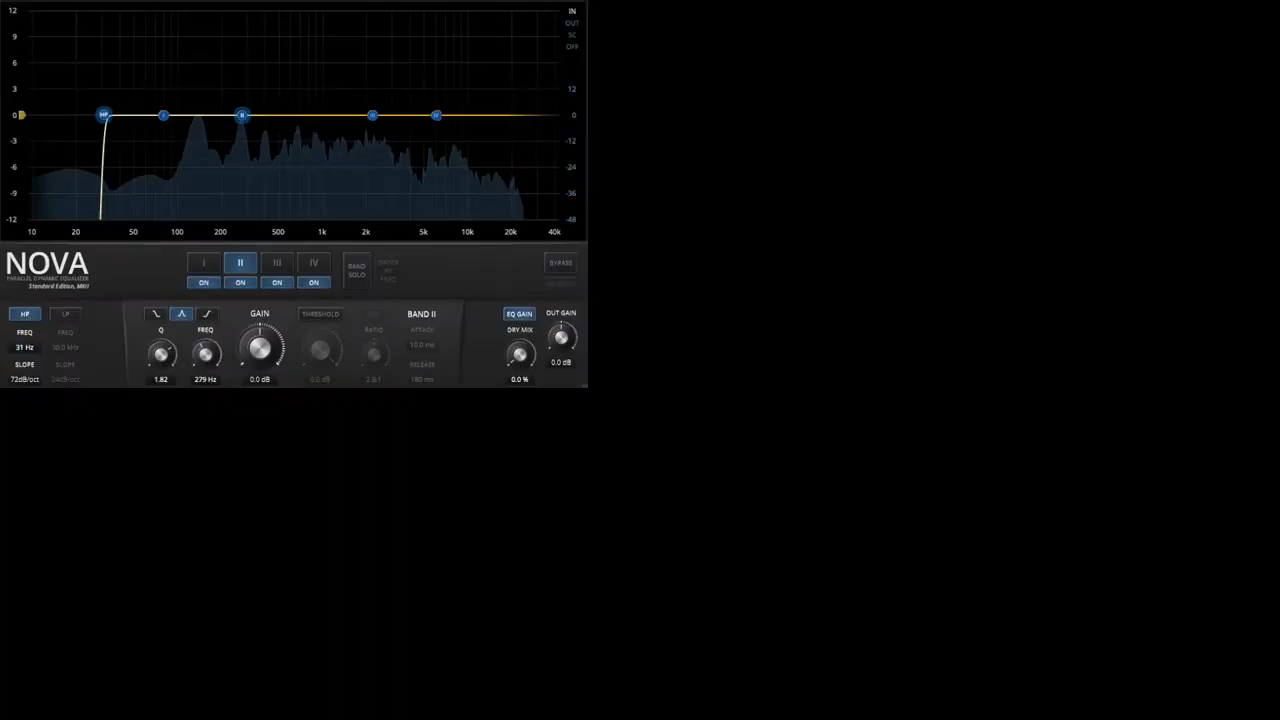 12 IN
OUT
9 SC
OFF
6
3 12
0 HP I II III IV 0
-3 -12
-6 -24
-9 -36
-12 -48
10 20 50 100 200 500 1k 2k 5k 10k 20k 40k
NOVA
PARALLEL DYNAMIC EQUALIZER
Standard Edition, MKII
I II III IV
ON ON ON ON
BAND
SOLO
BYPASS
HP LP GAIN THRESHOLD BAND II EQ GAIN OUT GAIN
FREQ FREQ Q FREQ RATIO ATTACK DRY MIX
31 Hz 30.0 kHz 10.0 ms
SLOPE SLOPE RELEASE 0.0 dB
72dB/oct 24dB/oct 1.82 279 Hz 0.0 dB 0.0 dB 2.0:1 180 ms 0.0 %